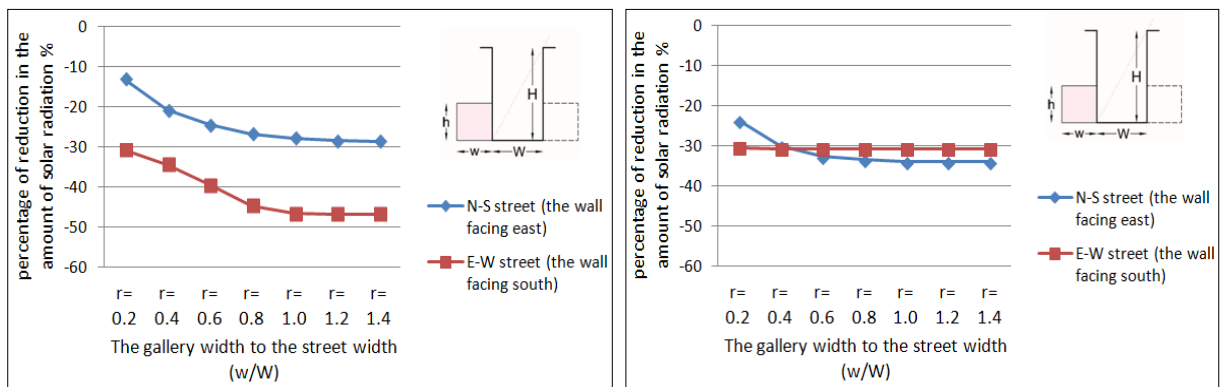 percentage of reduction in the
amount of solar radiation %
0
-10
-20
-30
-40
-50
-60
r=
0.2
r=
0.4
r=
0.6
r=
0.8
r=
1.0
r=
1.2
r=
1.4
The gallery width to the street width
(w/W)
H
h
w
W
N-S street (the wall
facing east)
E-W street (the wall
facing south)
percentage of reduction in the
amount of solar radiation %
0
-10
-20
-30
-40
-50
-60
r=
0.2
r=
0.4
r=
0.6
r=
0.8
r=
1.0
r=
1.2
r=
1.4
The gallery width to the street width
(w/W)
H
h
w
W
N-S street (the wall
facing east)
E-W street (the wall
facing south)